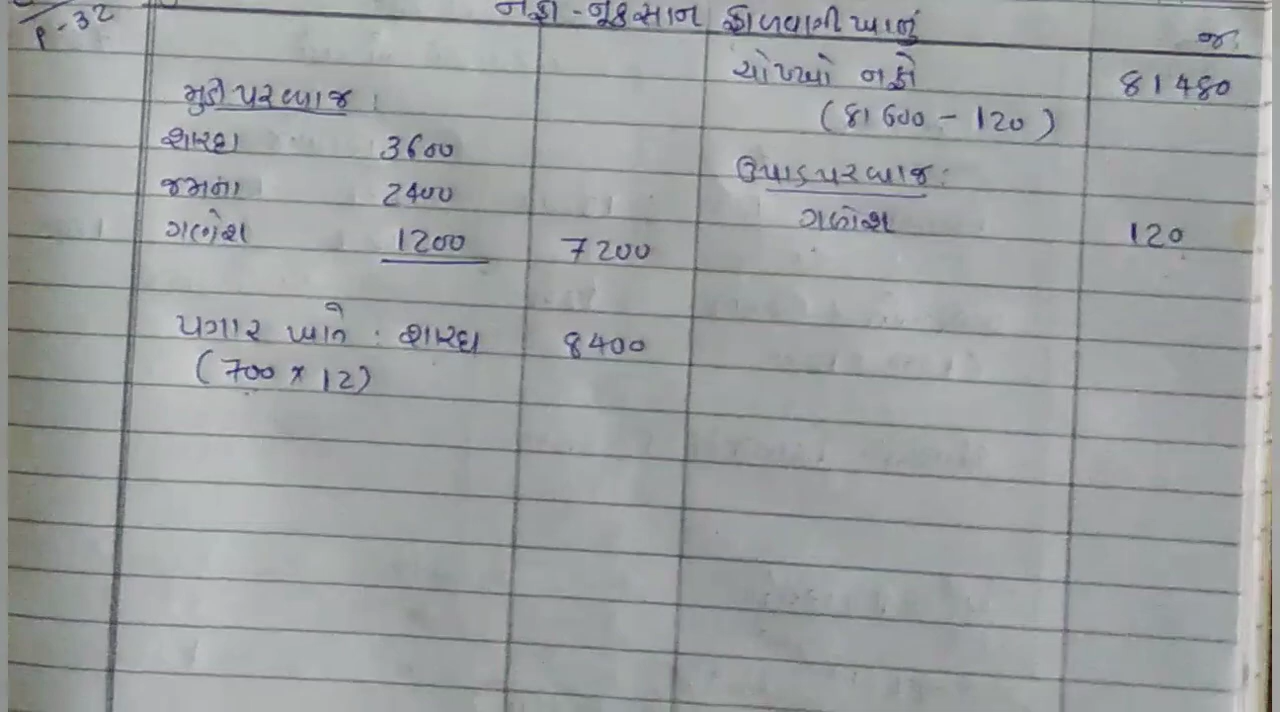 P-32
નફા-નુકસાન ફાળવણી ખાતું
જ.
મુડી પર વ્યાજ :
શારદા 3600
જમના 2400
ગણેશ 1200 7200
પગાર ખાતે : શારદા 8400
(700 × 12)
ચોખ્ખો નફો 81480
(81600 - 120)
ઉપાડ પર વ્યાજ :
ગણેશ 120